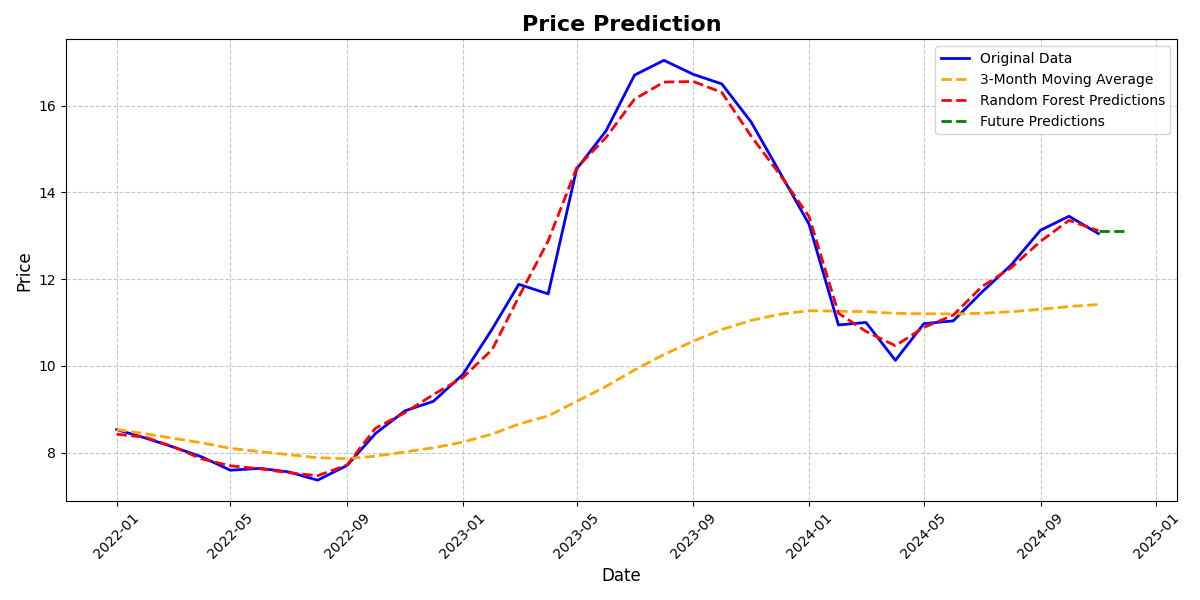 Price Prediction
Original Data
3-Month Moving Average
Random Forest Predictions
Future Predictions
Price
16
14
12
10
8
2022-01
2022-05
2022-09
2023-01
2023-05
2023-09
2024-01
2024-05
2024-09
2025-01
Date